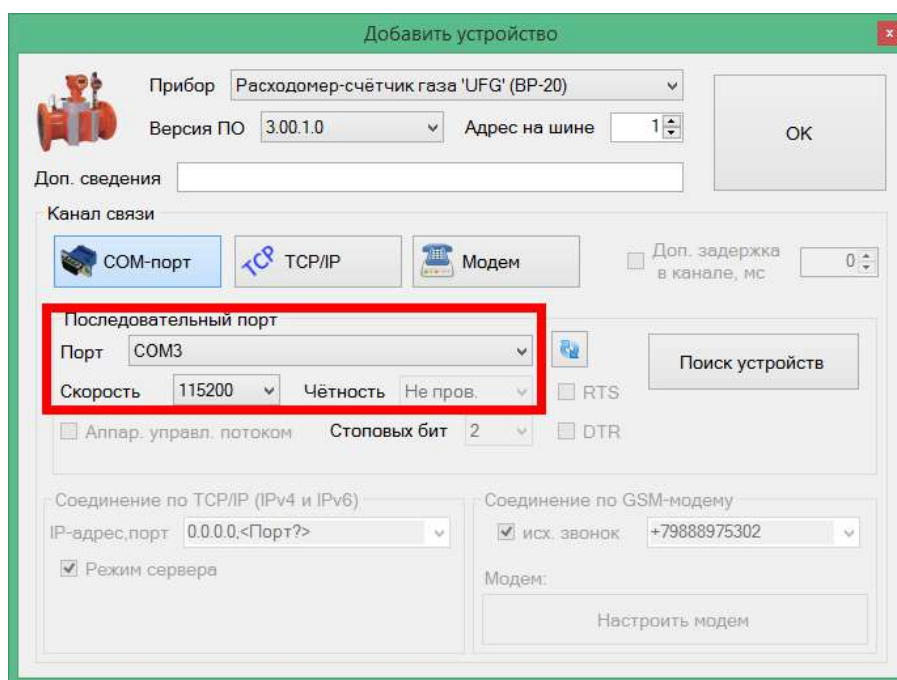 Добавить устройство
x
Прибор Расходомер-счётчик газа 'UFG' (BP-20)
Версия ПО 3.00.1.0 Адрес на шине 1
OK
Доп. сведения
Канал связи
COM-порт TCP TCP/IP Модем
Доп. задержка
в канале, мс 0
Последовательный порт
Порт COM3
Поиск устройств
Скорость 115200 Чётность Не пров. RTS
Аппар. управл. потоком Стоповых бит 2 DTR
Соединение по TCP/IP (IPv4 и IPv6)
IP-адрес,порт 0.0.0.0,<Порт?>
Режим сервера
Соединение по GSM-модему
исх. звонок +79888975302
Модем:
Настроить модем